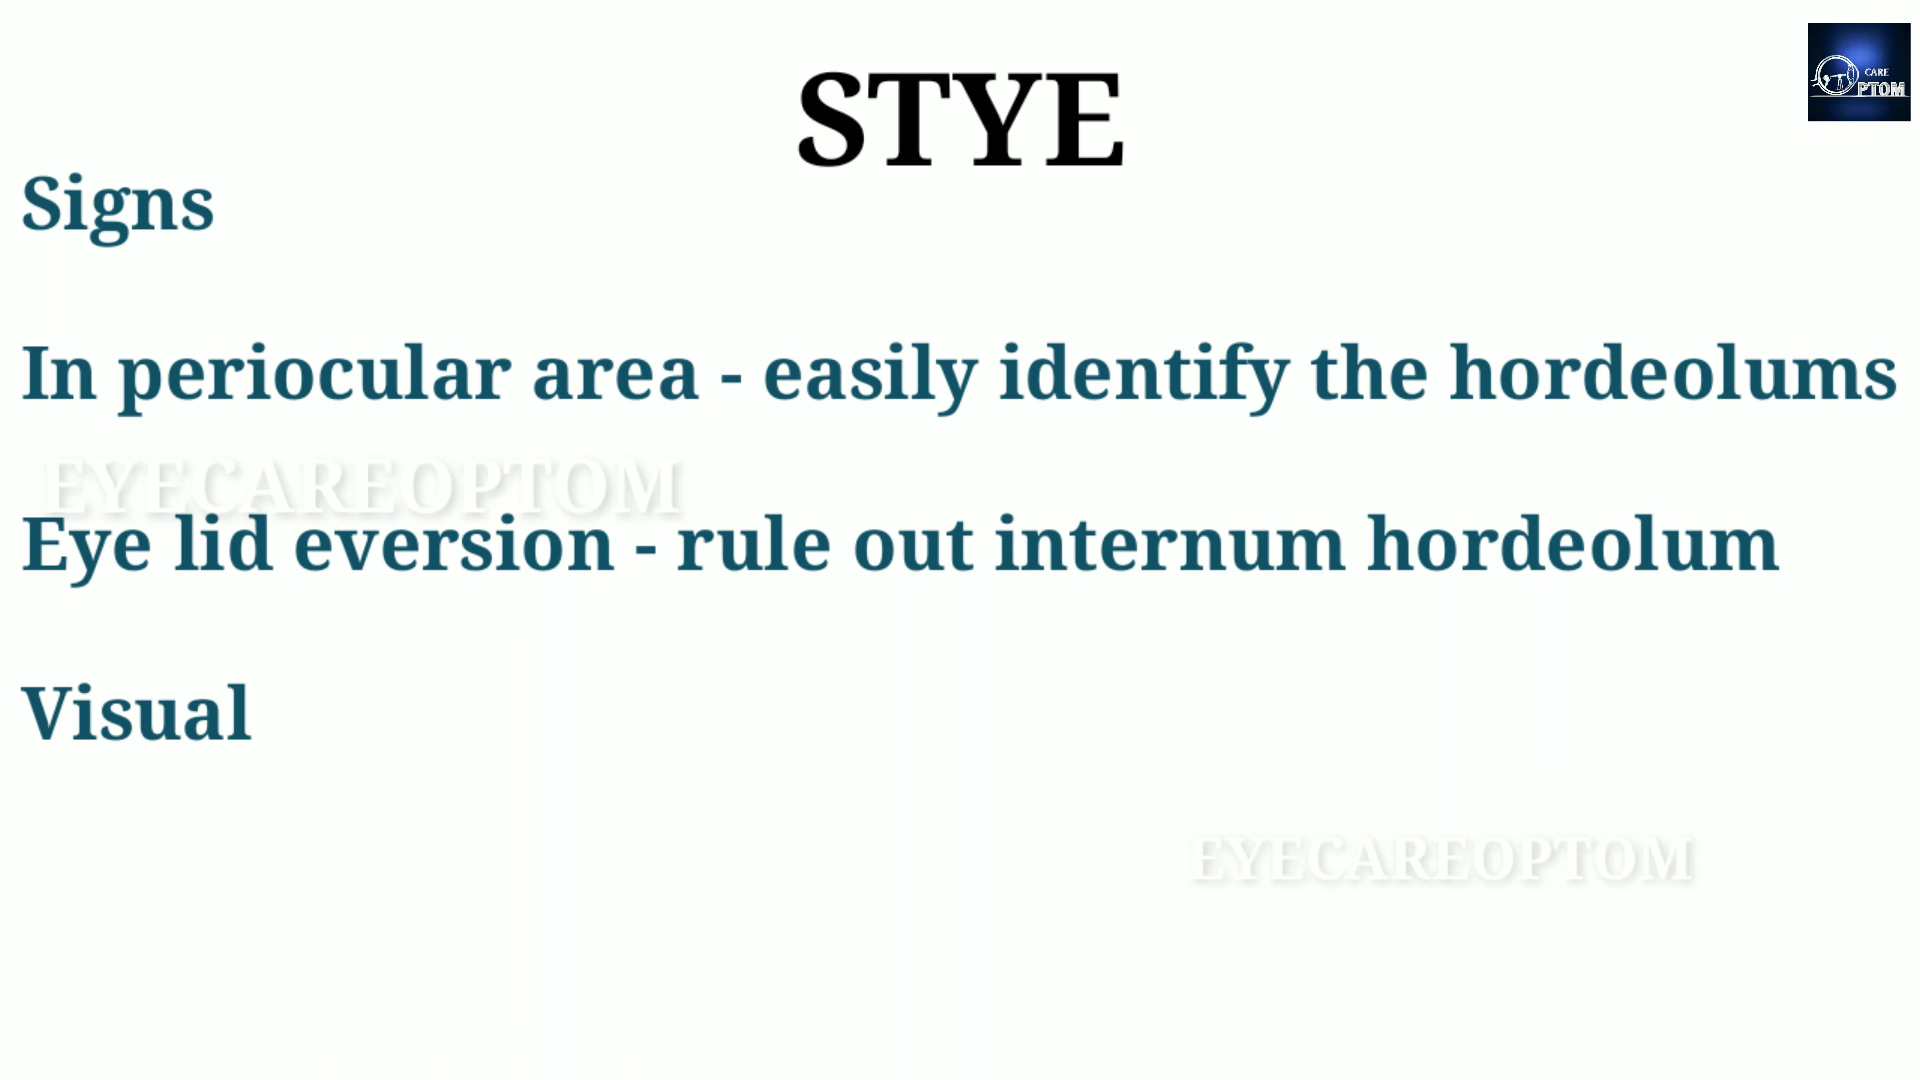 STYE
CARE
PTOM
Signs
In periocular area - easily identify the hordeolums
EYECAREOPTOM
Eye lid eversion - rule out internum hordeolum
Visual
EYECAREOPTOM